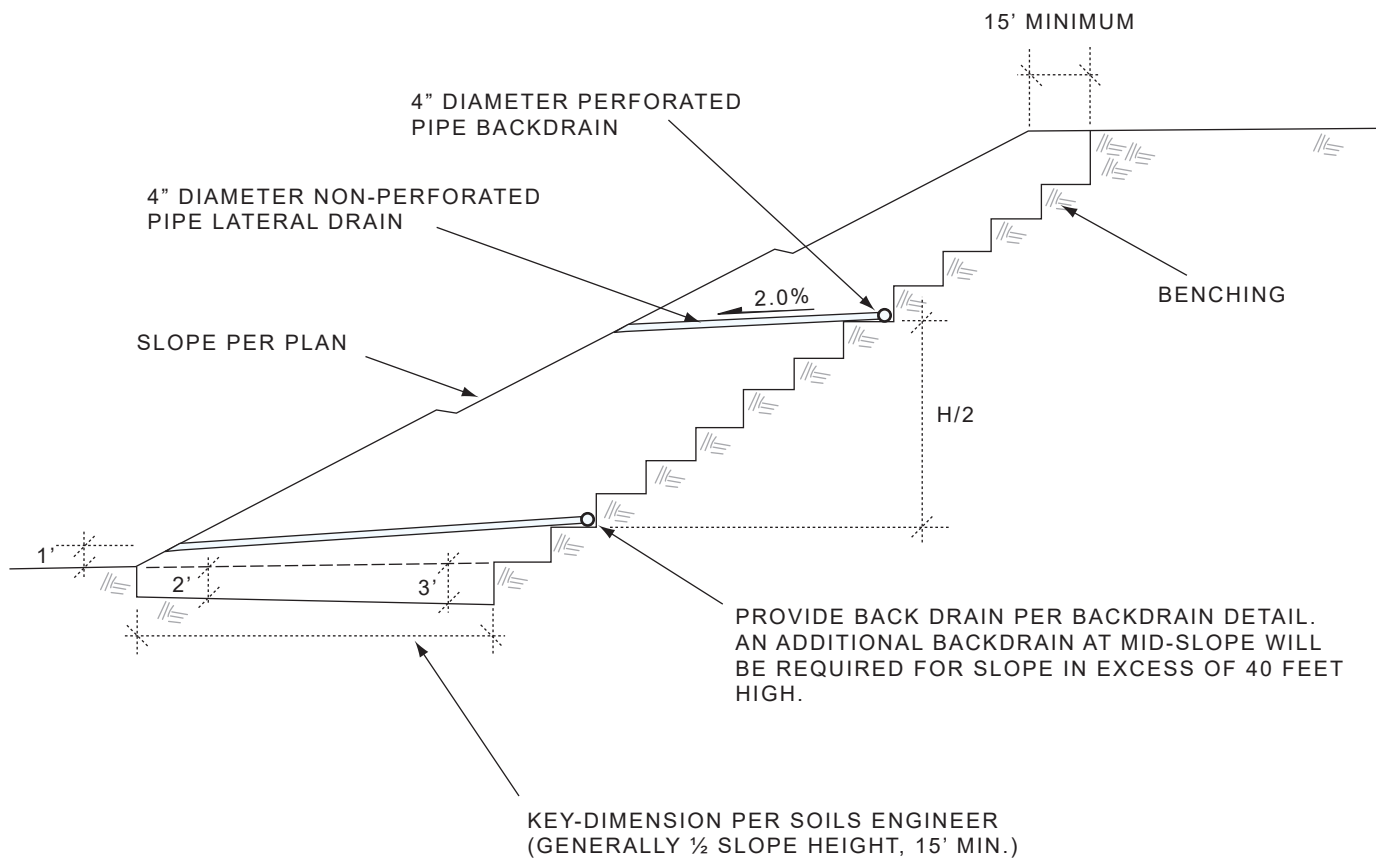 15’ MINIMUM
4” DIAMETER PERFORATED
PIPE BACKDRAIN
4” DIAMETER NON-PERFORATED
PIPE LATERAL DRAIN
2.0%
BENCHING
SLOPE PER PLAN
H/2
1’
2’
3’
PROVIDE BACK DRAIN PER BACKDRAIN DETAIL.
AN ADDITIONAL BACKDRAIN AT MID-SLOPE WILL
BE REQUIRED FOR SLOPE IN EXCESS OF 40 FEET
HIGH.
KEY-DIMENSION PER SOILS ENGINEER
(GENERALLY ½ SLOPE HEIGHT, 15’ MIN.)